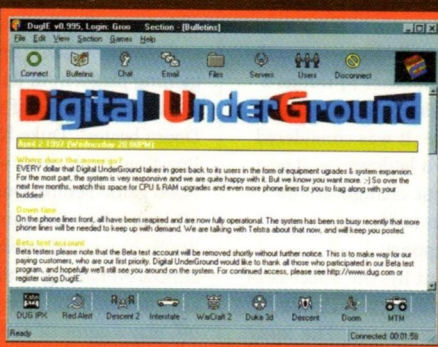 DugIE v0.995, Login: Groo Section - [Bulletins]
File Edit View Section Games Help
Connect Bulletins Chat Email Files Servers Users Disconnect
Digital UnderGround
April 2 1997 (Wednesday 20:00PM)
Where does the money go?
EVERY dollar that Digital UnderGround takes in goes back to its users in the form of equipment ugrades & system expansion.
For the most part, the system is very responsive and we are quite happy with it. But we know you want more. ;-) So over the
next few months, watch this space for CPU & RAM upgrades and even more phone lines for you to frag along with your
buddies!
Down time
On the phone lines front, all have been reapired and are now fully operational. The system has been so busy recently that more
phone lines will be needed to keep up with demand. We are talking with Telstra about that now, and will keep you posted.
Beta test account
Beta testers please note that the Beta test account will be removed shortly without further notice. This is to make way for our
paying customers, who are our first priority. Digital UnderGround would like to thank all those who participated in our Beta test
program, and hopefully we'll still see you around on the system. For continued access, please see http://www.dug.com or
register using DugIE.
Kahn
DUG IPX Red Alert Descent 2 Interstate ... WarCraft 2 Duke 3d Descent Doom MTM
Ready Connected: 00:01:59